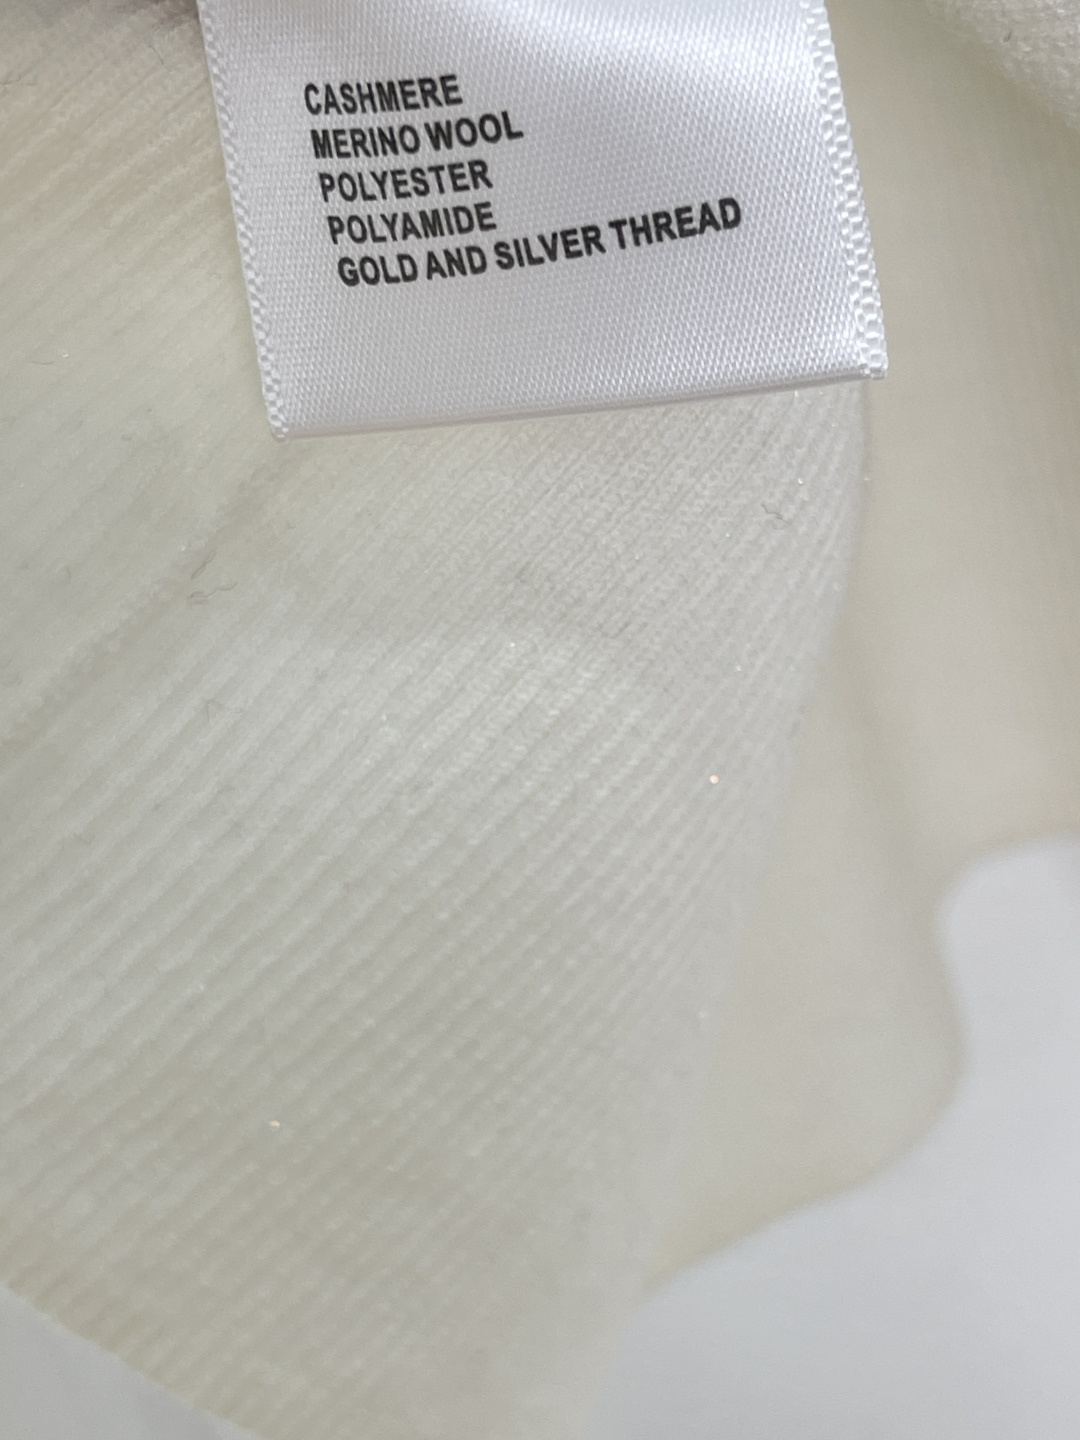 CASHMERE
MERINO WOOL
POLYESTER
POLYAMIDE
GOLD AND SILVER THREAD